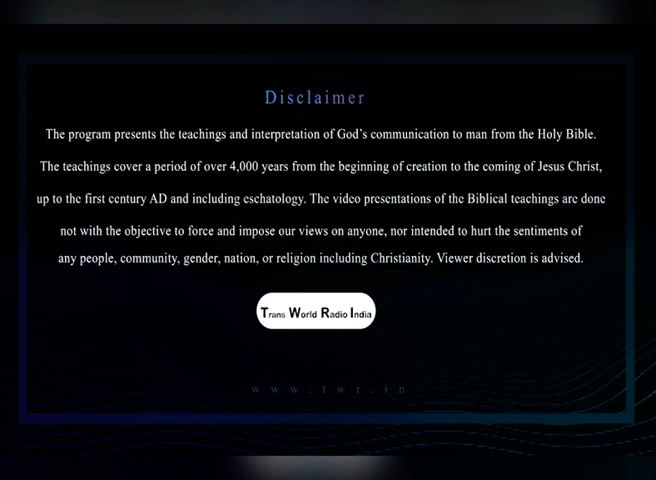 Disclaimer
The program presents the teachings and interpretation of God's communication to man from the Holy Bible.
The teachings cover a period of over 4,000 years from the beginning of creation to the coming of Jesus Christ,
up to the first century AD and including eschatology. The video presentations of the Biblical teachings are done
not with the objective to force and impose our views on anyone, nor intended to hurt the sentiments of
any people, community, gender, nation, or religion including Christianity. Viewer discretion is advised.
Trans World Radio India
www.twr.in